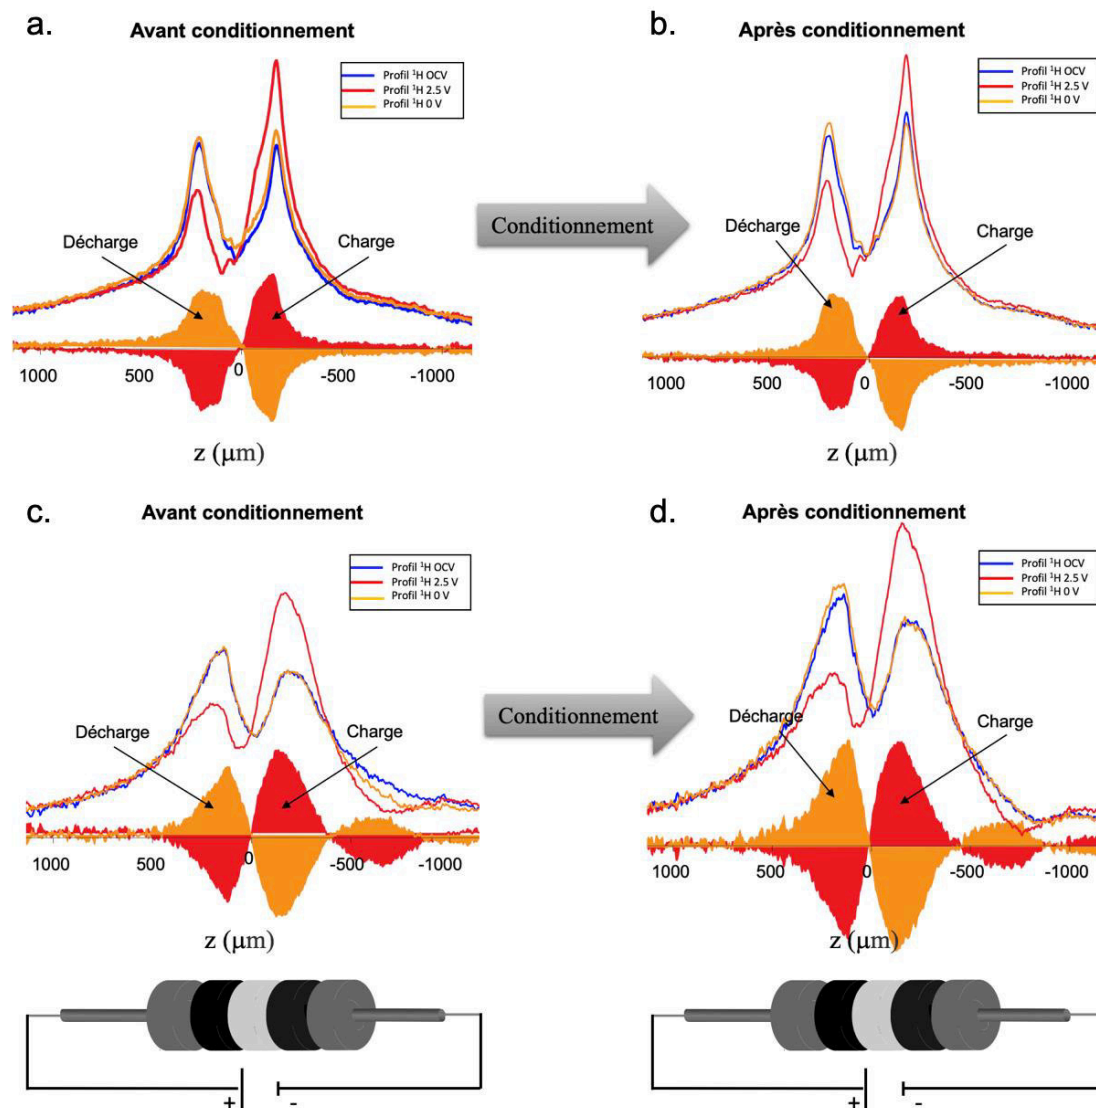 a.
Avant conditionnement
Profil ¹H OCV
Profil ¹H 2.5 V
Profil ¹H 0 V
Décharge
Charge
1000 500 0 -500 -1000
z (μm)
Conditionnement
b.
Après conditionnement
Profil ¹H OCV
Profil ¹H 2.5 V
Profil ¹H 0 V
Décharge
Charge
1000 500 0 -500 -1000
z (μm)
c.
Avant conditionnement
Profil ¹H OCV
Profil ¹H 2.5 V
Profil ¹H 0 V
Décharge
Charge
1000 500 0 -500 -1000
z (μm)
Conditionnement
d.
Après conditionnement
Profil ¹H OCV
Profil ¹H 2.5 V
Profil ¹H 0 V
Décharge
Charge
1000 500 0 -500 -1000
z (μm)
+ -
+ -